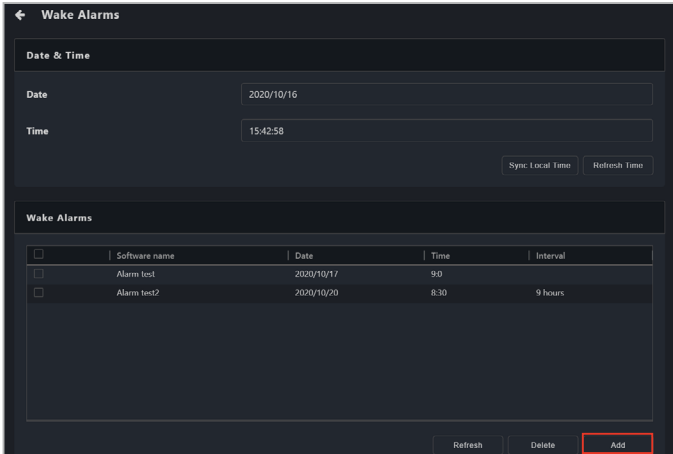 Wake Alarms
Date & Time
Date 2020/10/16
Time 15:42:58
Sync Local Time Refresh Time
Wake Alarms
Software name Date Time Interval
Alarm test 2020/10/17 9:0
Alarm test2 2020/10/20 8:30 9 hours
Refresh Delete Add